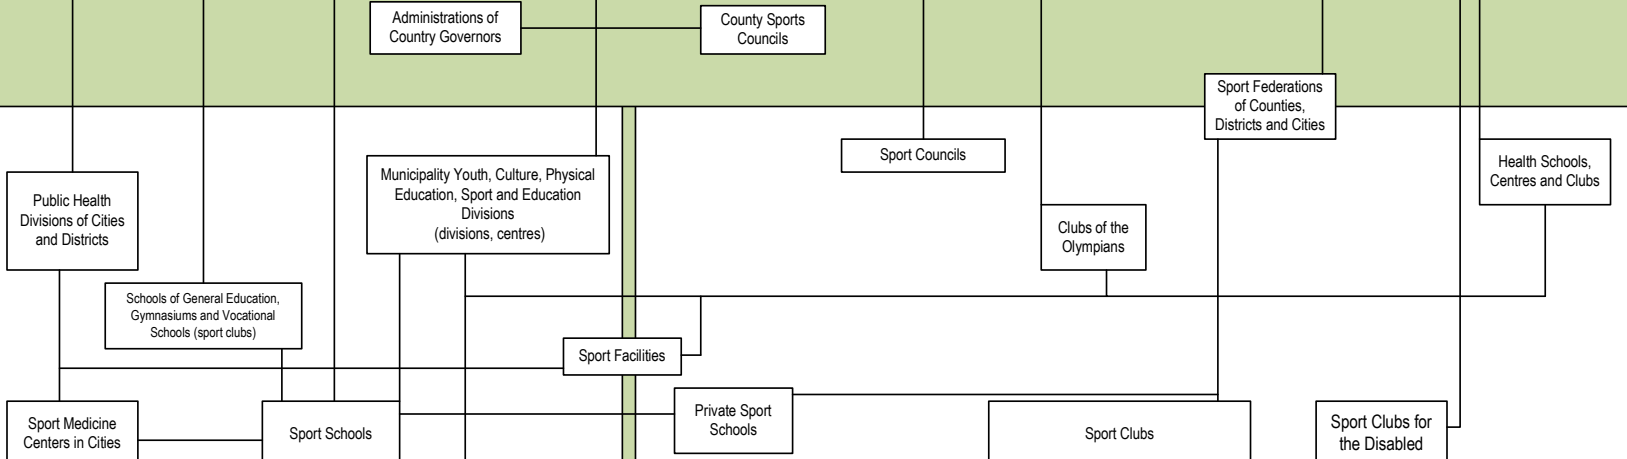 Administrations of
Country Governors
County Sports
Councils
Sport Federations
of Counties,
Districts and Cities
Sport Councils
Health Schools,
Centres and Clubs
Municipality Youth, Culture, Physical
Education, Sport and Education
Divisions
(divisions, centres)
Public Health
Divisions of Cities
and Districts
Clubs of the
Olympians
Schools of General Education,
Gymnasiums and Vocational
Schools (sport clubs)
Sport Facilities
Sport Medicine
Centers in Cities
Sport Schools
Private Sport
Schools
Sport Clubs
Sport Clubs for
the Disabled